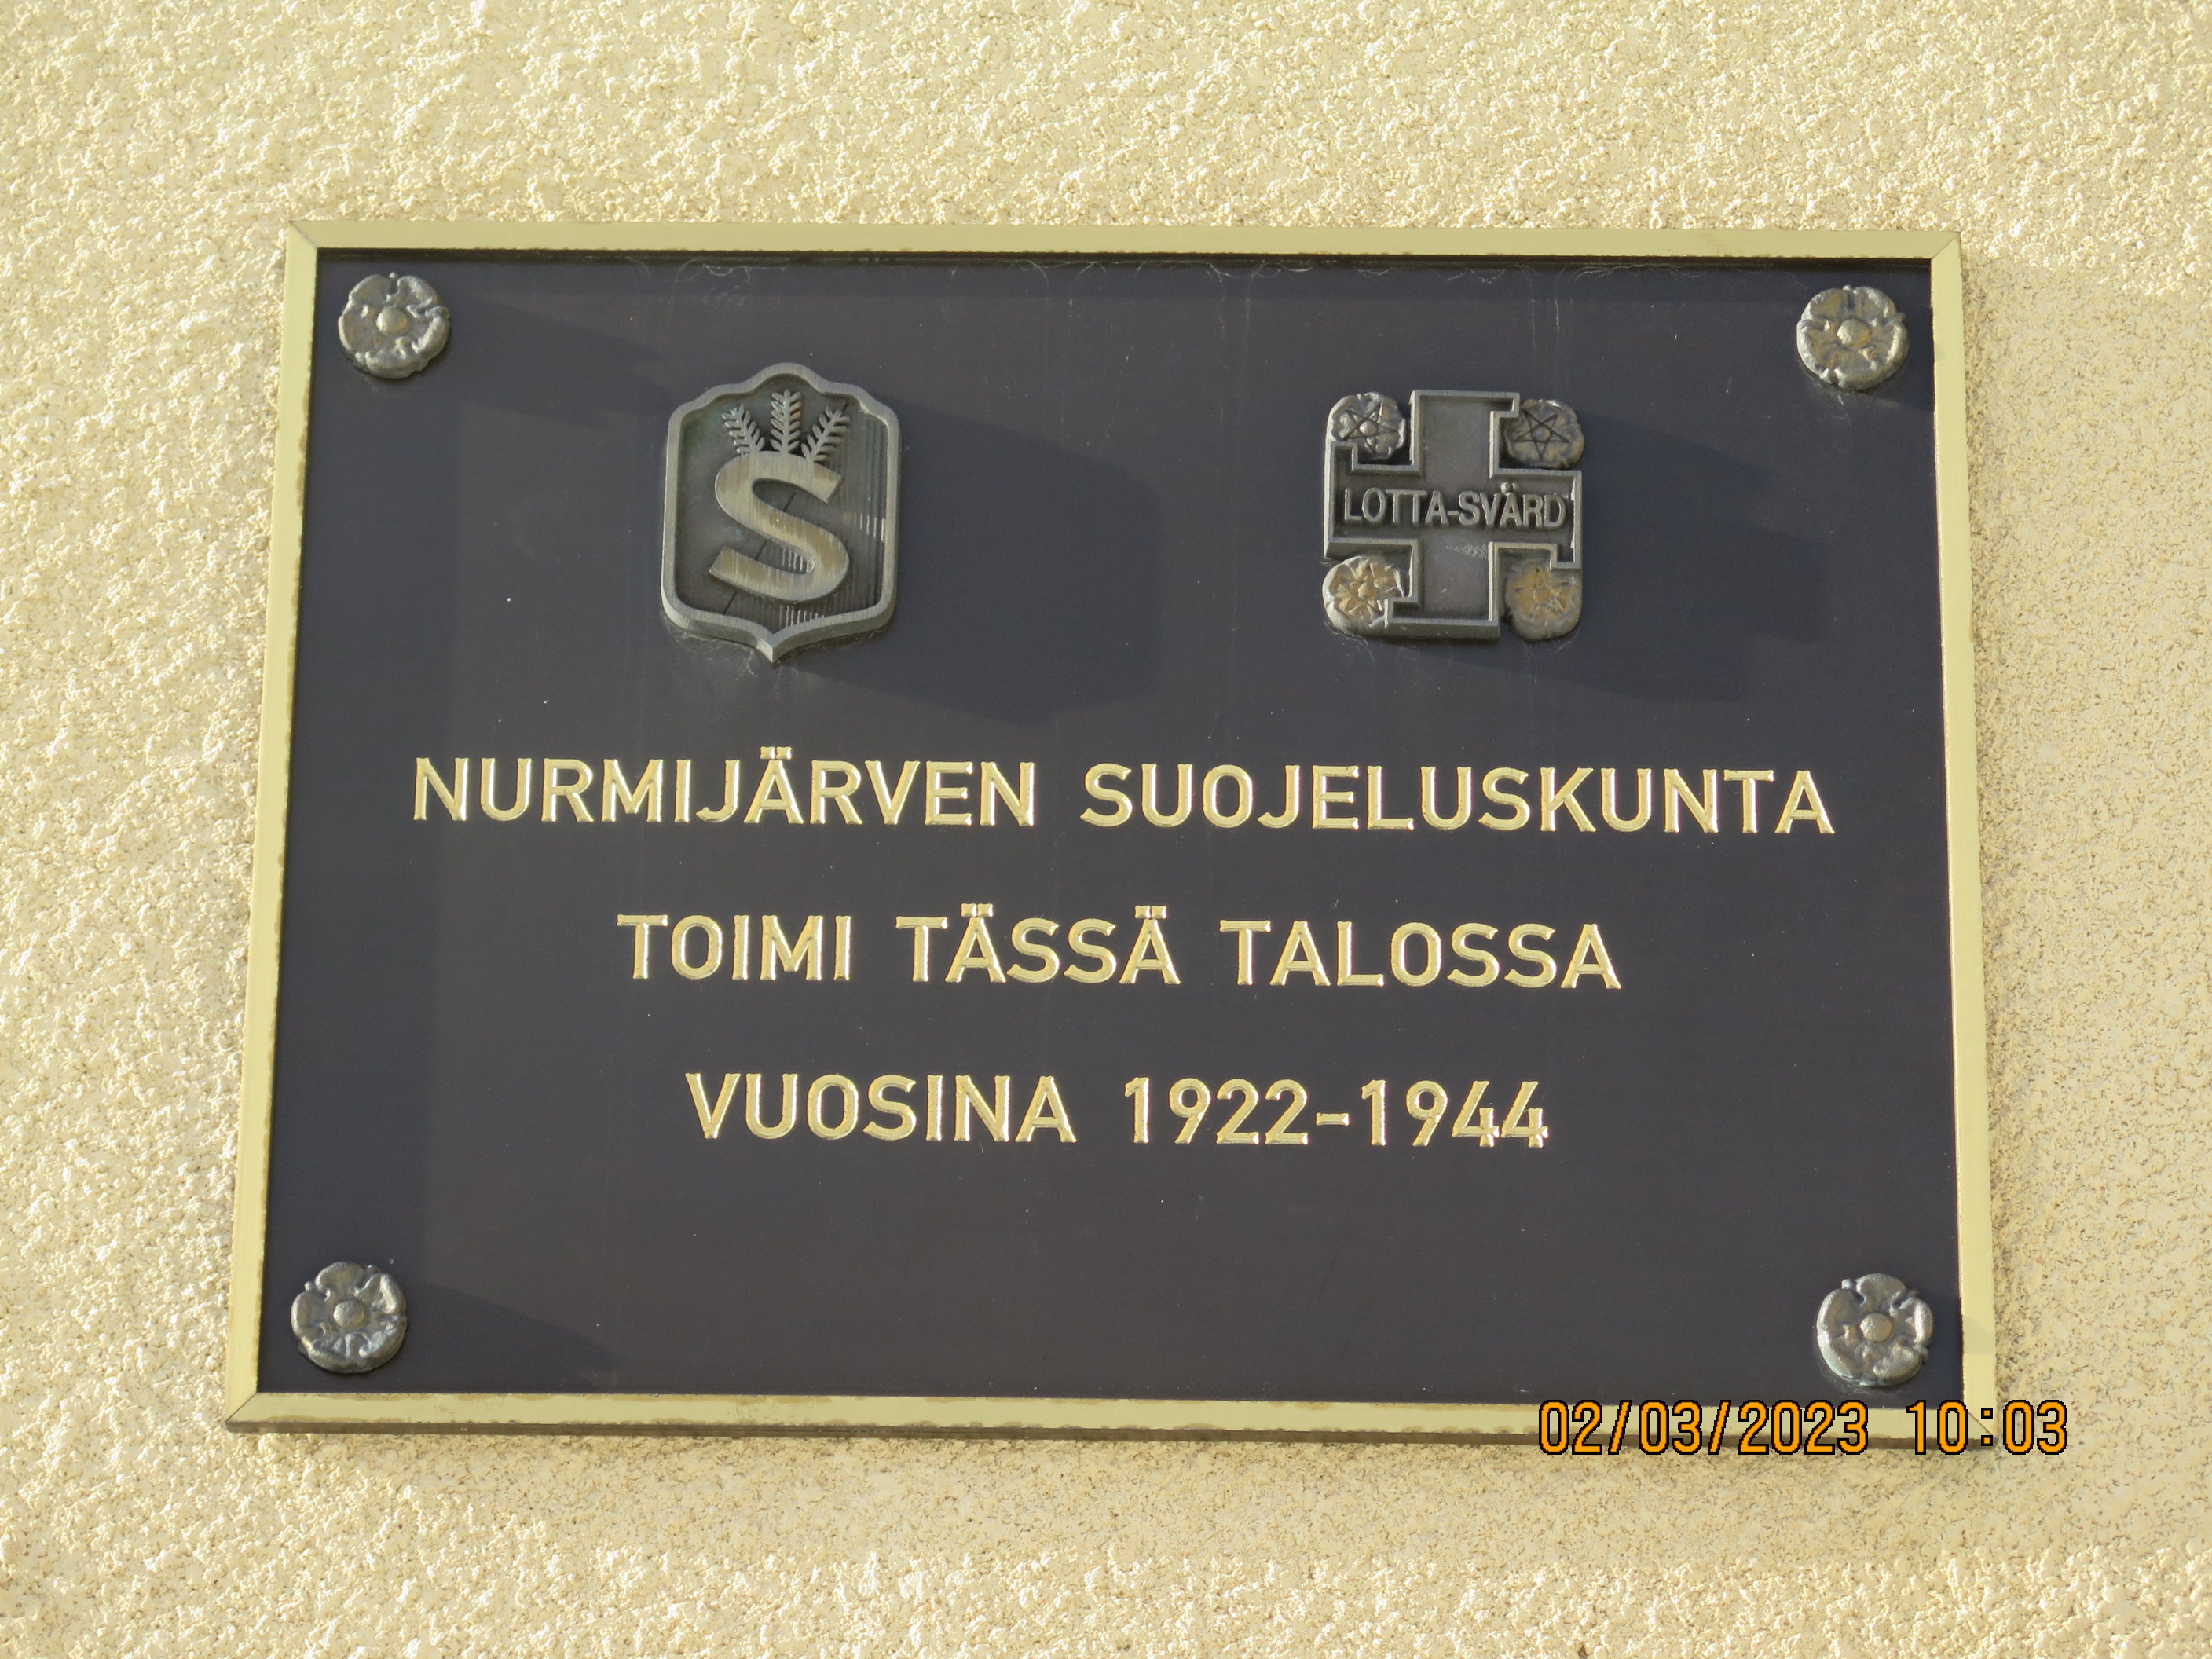 S
LOTTA-SVÄRD
NURMIJÄRVEN SUOJELUSKUNTA
TOIMI TÄSSÄ TALOSSA
VUOSINA 1922-1944
02/03/2023 10:03